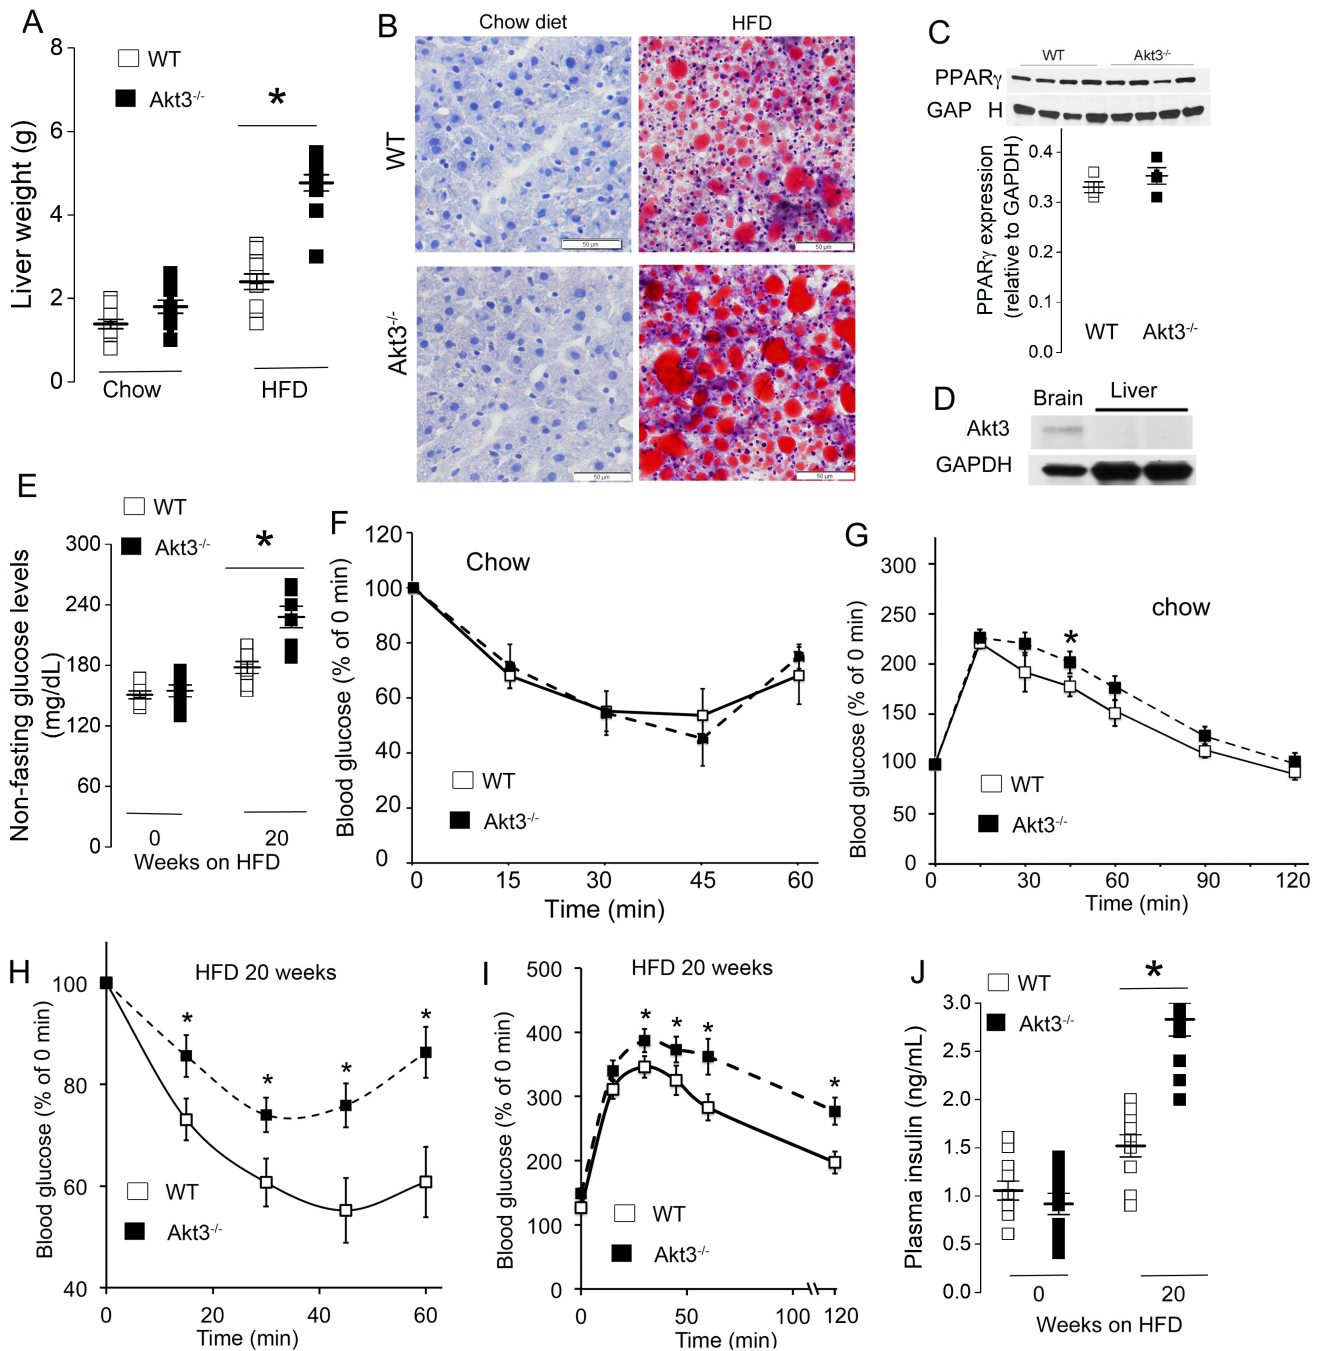 A
Liver weight (g)
8
6
4
2
0
WT
Akt3-/-
*
Chow
HFD
B
Chow diet
HFD
WT
Akt3-/-
50 µm
50 µm
50 µm
50 µm
C
WT
Akt3-/-
PPARγ
GAP H
PPARγ expression
(relative to GAPDH)
0.4
0.3
0.2
0.1
0.0
WT
Akt3-/-
D
Brain
Liver
Akt3
GAPDH
E
WT
Akt3-/-
Non-fasting glucose levels
(mg/dL)
300
240
180
120
60
0
*
0
20
Weeks on HFD
F
Chow
Blood glucose (% of 0 min)
120
100
80
60
40
20
0
WT
Akt3-/-
0
15
30
45
60
Time (min)
G
chow
Blood glucose (% of 0 min)
300
250
200
150
100
50
0
*
WT
Akt3-/-
0
30
60
90
120
Time (min)
H
HFD 20 weeks
Blood glucose (% of 0 min)
100
80
60
40
*
*
*
*
WT
Akt3-/-
0
20
40
60
Time (min)
I
HFD 20 weeks
Blood glucose (% of 0 min)
500
400
300
200
100
0
*
*
*
*
WT
Akt3-/-
0
50
100
120
Time (min)
J
WT
Akt3-/-
*
Plasma insulin (ng/mL)
3.0
2.5
2.0
1.5
1.0
0.5
0.0
0
20
Weeks on HFD